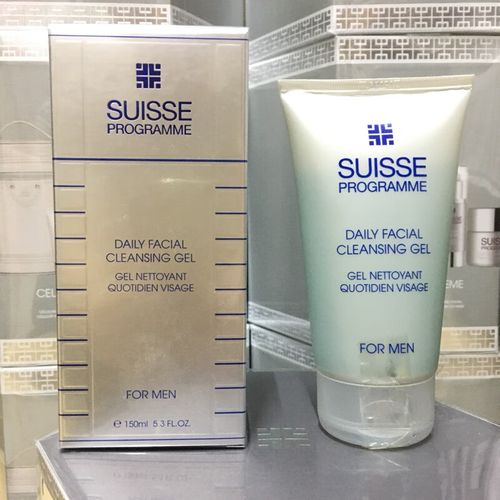 SUISSE
PROGRAMME
DAILY FACIAL
CLEANSING GEL
GEL NETTOYANT
QUOTIDIEN VISAGE
FOR MEN
e 150ml 5.3 FL.OZ.
SUISSE
PROGRAMME
DAILY FACIAL
CLEANSING GEL
GEL NETTOYANT
QUOTIDIEN VISAGE
FOR MEN